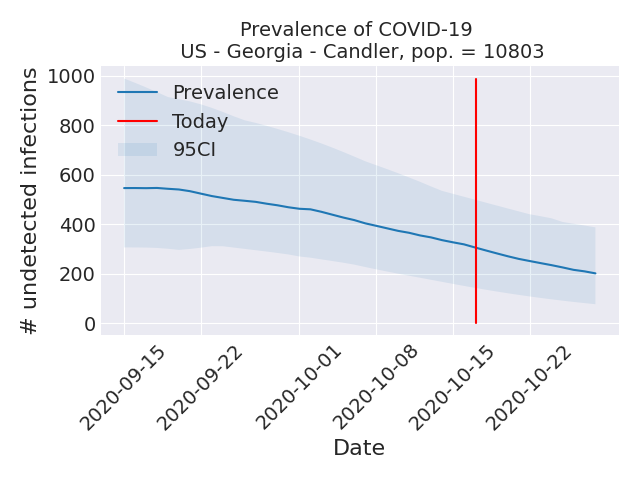 Prevalence of COVID-19
US - Georgia - Candler, pop. = 10803
# undetected infections
1000
800
600
400
200
0
Prevalence
Today
95CI
2020-09-15
2020-09-22
2020-10-01
2020-10-08
2020-10-15
2020-10-22
Date